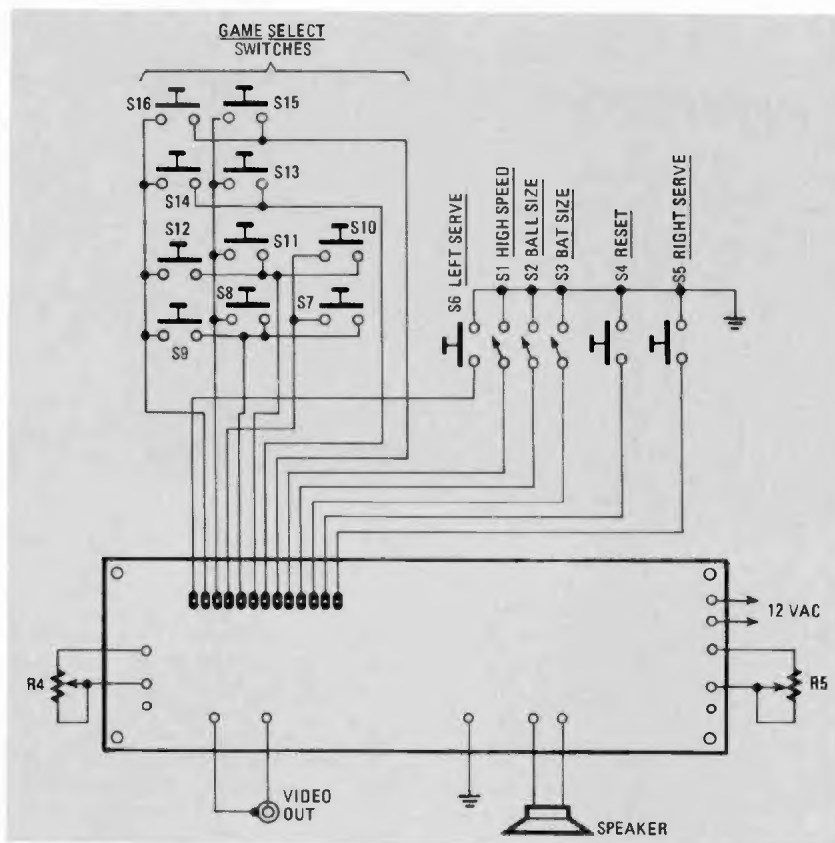 GAME SELECT
SWITCHES
S16
S15
S14
S13
S12
S11
S10
S9
S8
S7
S6 LEFT SERVE
S1 HIGH SPEED
S2 BALL SIZE
S3 BAT SIZE
S4 RESET
S5 RIGHT SERVE
12 VAC
R4
R5
VIDEO
OUT
SPEAKER